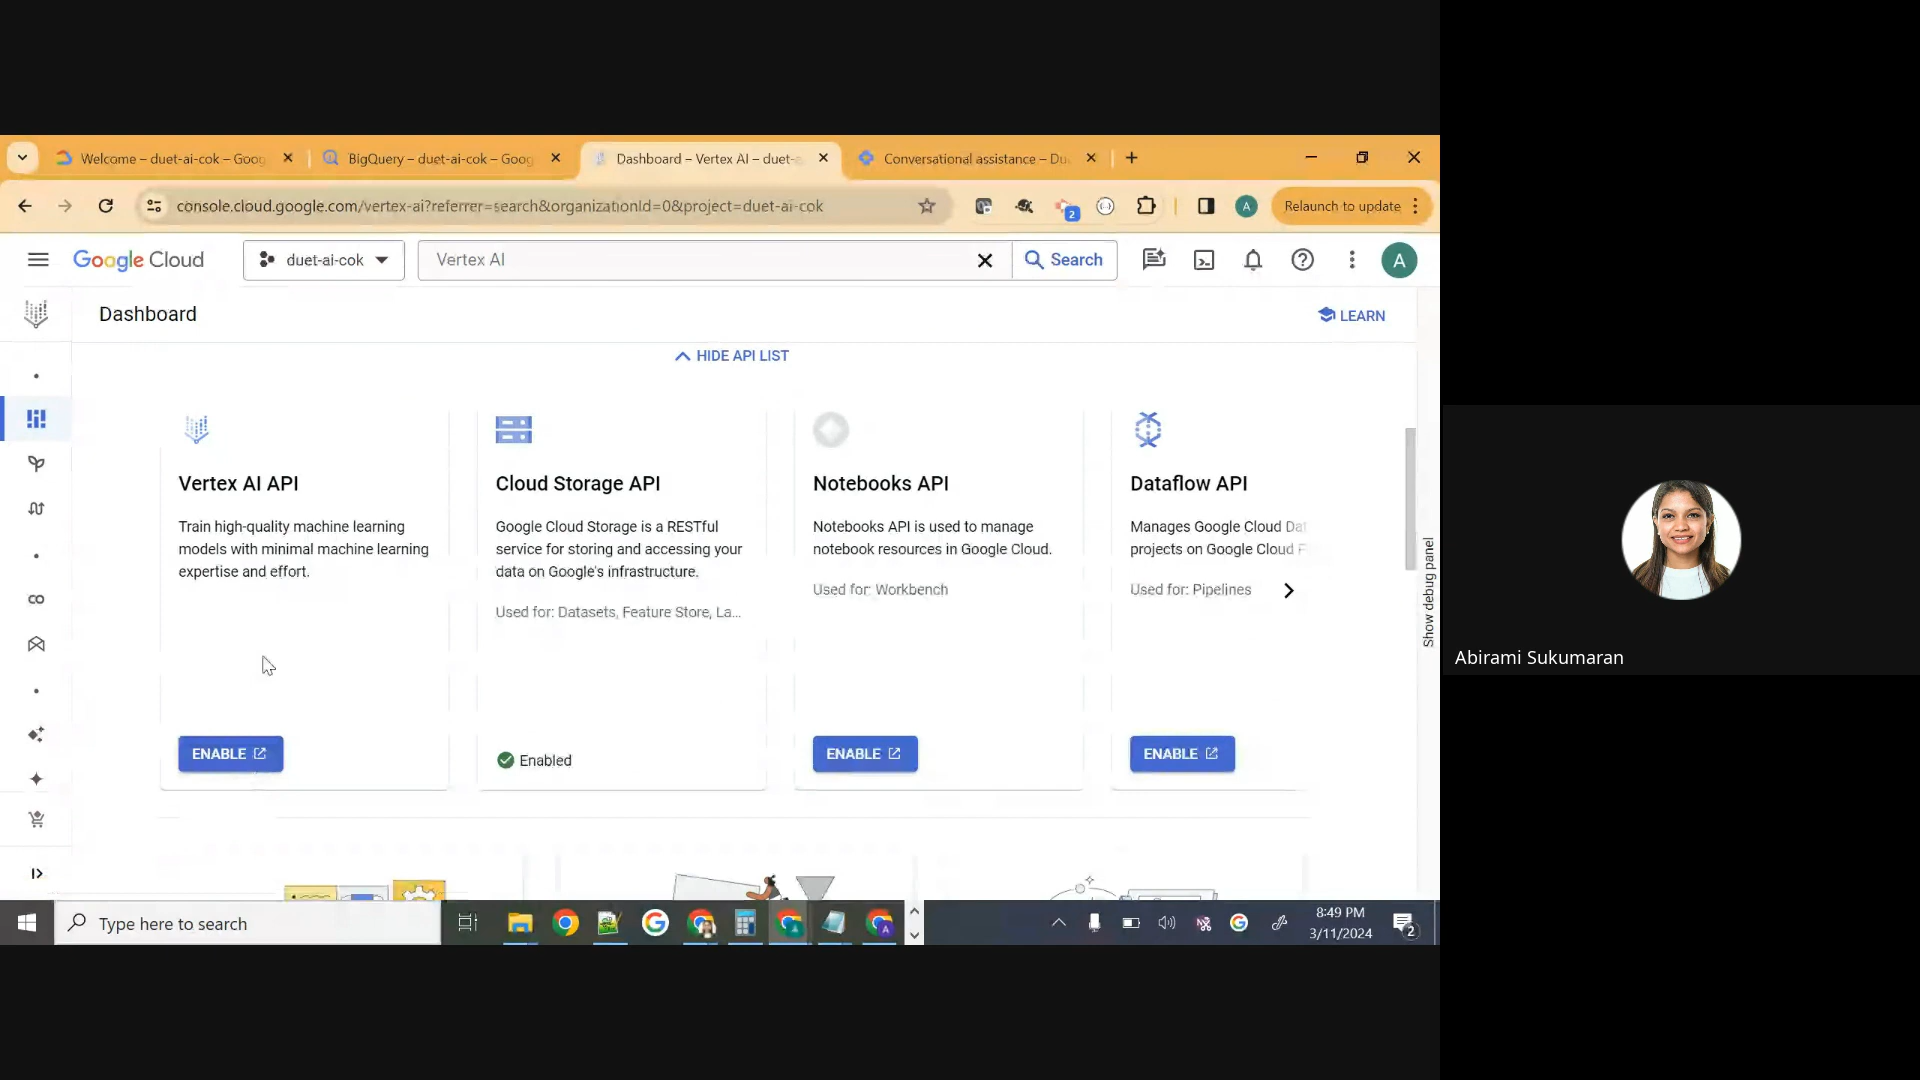 Welcome – duet-ai-cok – Goog
BigQuery – duet-ai-cok – Goog
Dashboard – Vertex AI – duet-a
Conversational assistance – Du
console.cloud.google.com/vertex-ai?referrer=search&organizationId=0&project=duet-ai-cok
2
A
Relaunch to update
Google Cloud
duet-ai-cok
Vertex AI
Search
A
Dashboard
LEARN
HIDE API LIST
Vertex AI API
Train high-quality machine learning
models with minimal machine learning
expertise and effort.
ENABLE
Cloud Storage API
Google Cloud Storage is a RESTful
service for storing and accessing your
data on Google's infrastructure.
Used for: Datasets, Feature Store, La...
Enabled
Notebooks API
Notebooks API is used to manage
notebook resources in Google Cloud.
Used for: Workbench
ENABLE
Dataflow API
Manages Google Cloud Dat
projects on Google Cloud
Used for: Pipelines
ENABLE
Show debug panel
Abirami Sukumaran
Type here to search
8:49 PM
3/11/2024
2